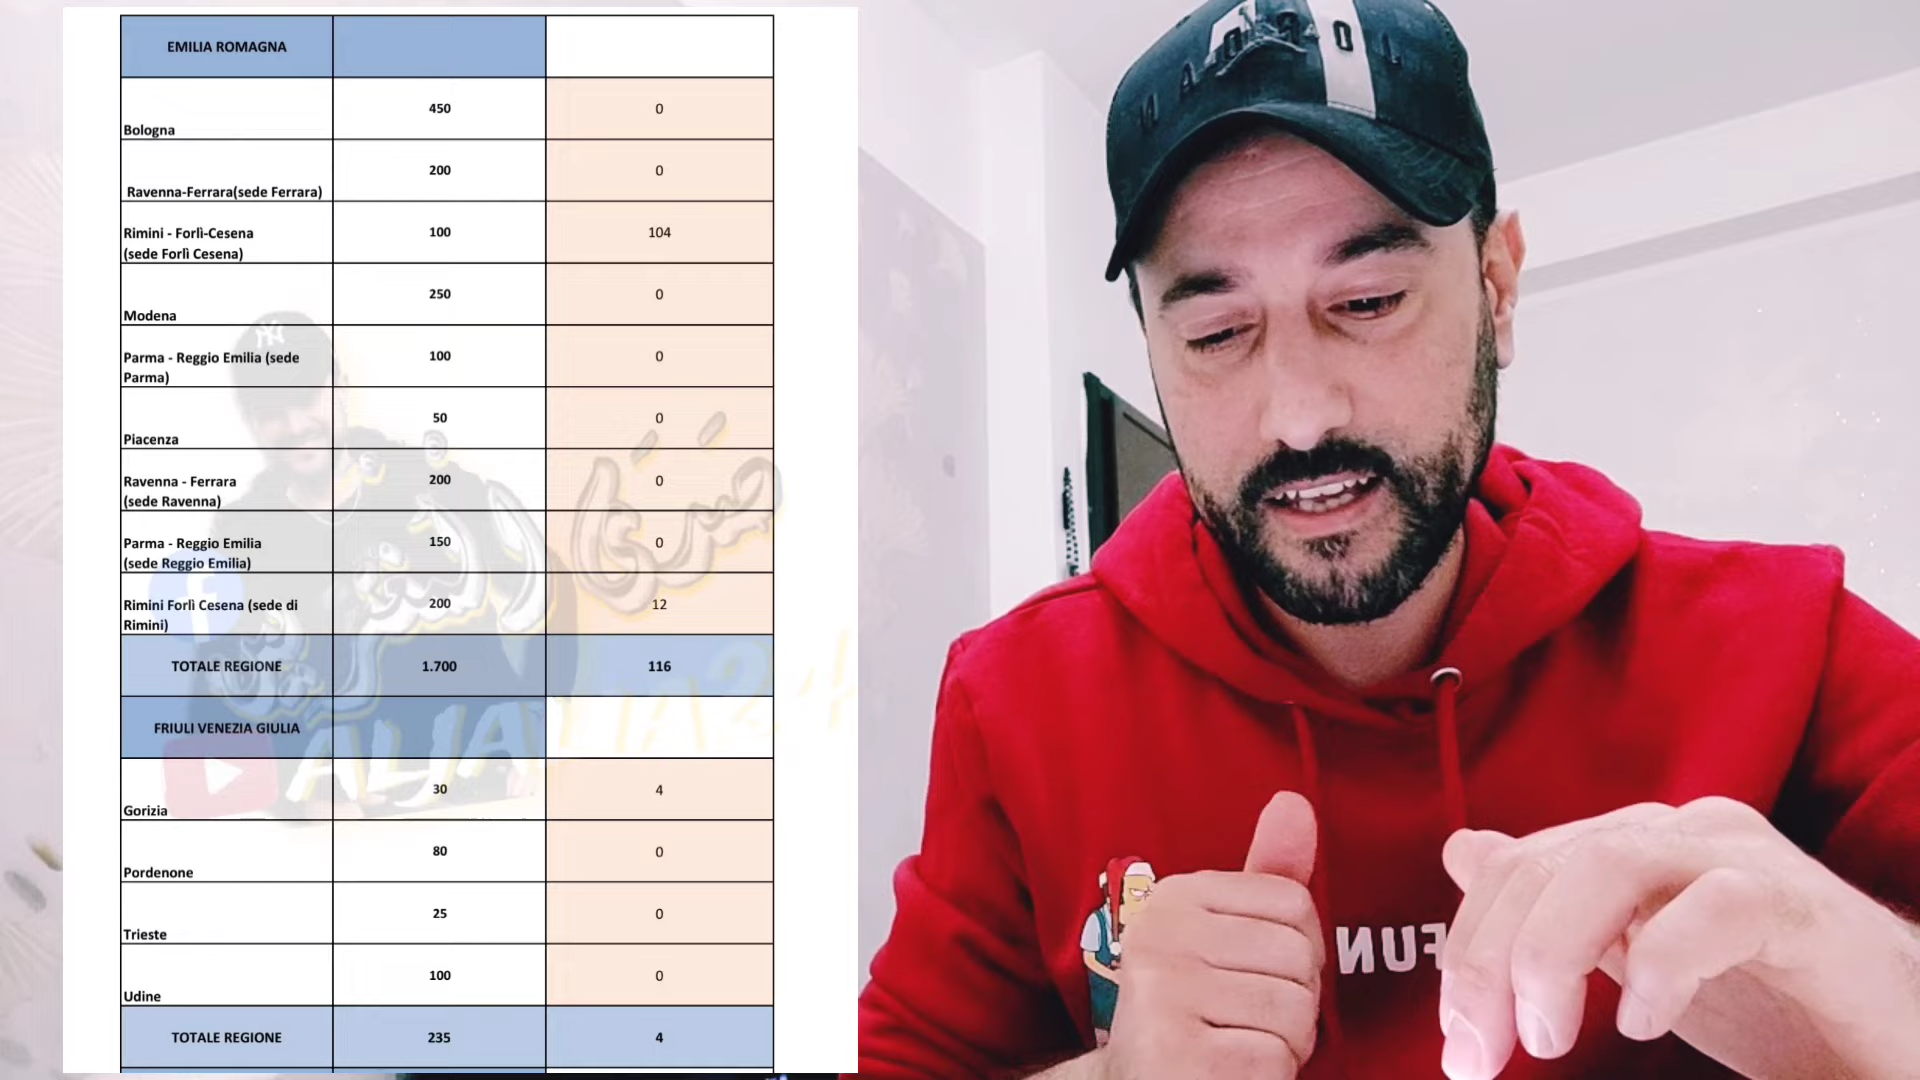 EMILIA ROMAGNA
Bologna 450 0
Ravenna-Ferrara(sede Ferrara) 200 0
Rimini - Forlì-Cesena
(sede Forlì Cesena) 100 104
Modena 250 0
Parma - Reggio Emilia (sede
Parma) 100 0
Piacenza 50 0
Ravenna - Ferrara
(sede Ravenna) 200 0
Parma - Reggio Emilia
(sede Reggio Emilia) 150 0
Rimini Forlì Cesena (sede di
Rimini) 200 12
TOTALE REGIONE 1.700 116
FRIULI VENEZIA GIULIA
Gorizia 30 4
Pordenone 80 0
Trieste 25 0
Udine 100 0
TOTALE REGIONE 235 4
NY
FUN